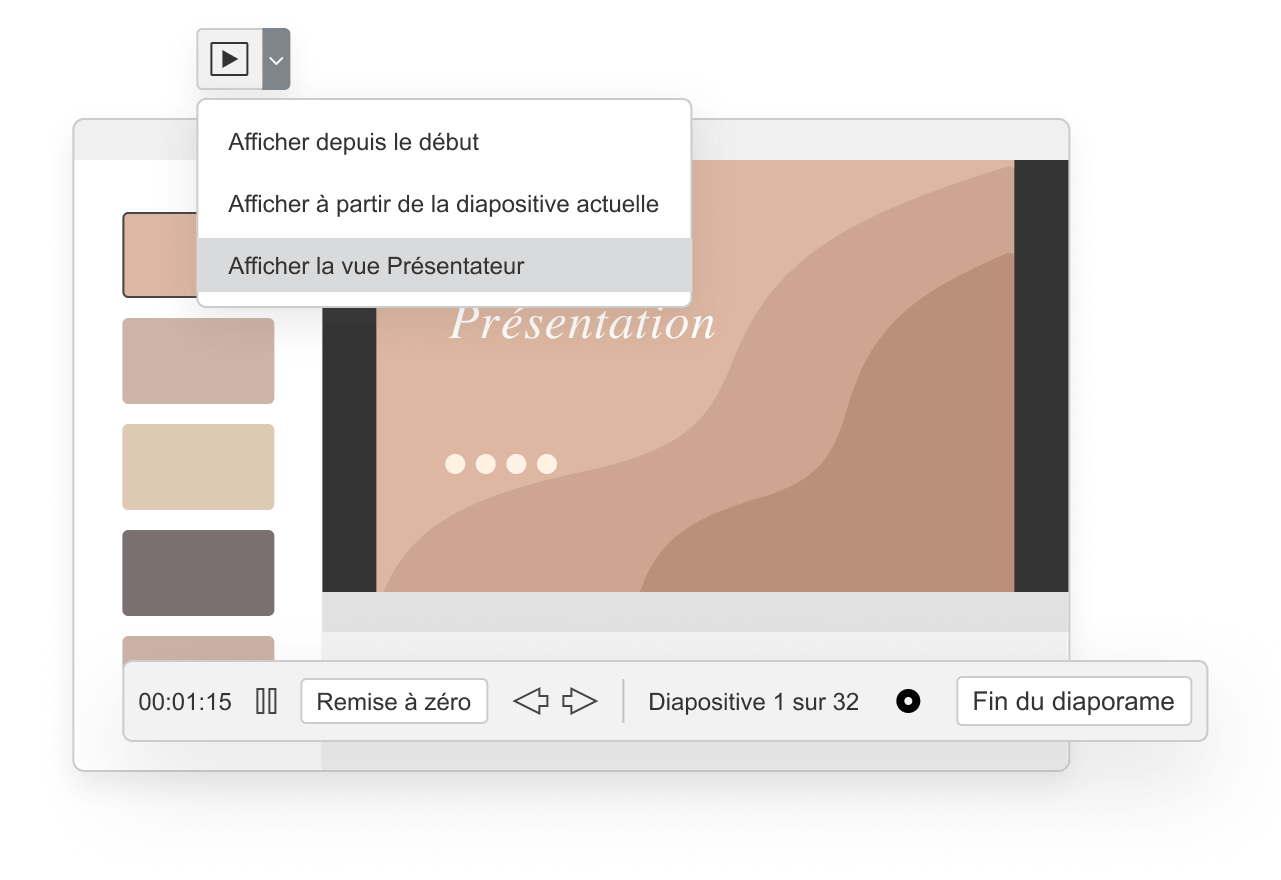 Afficher depuis le début
Afficher à partir de la diapositive actuelle
Afficher la vue Présentateur
Présentation
00:01:15
Remise à zéro
Diapositive 1 sur 32
Fin du diaporame